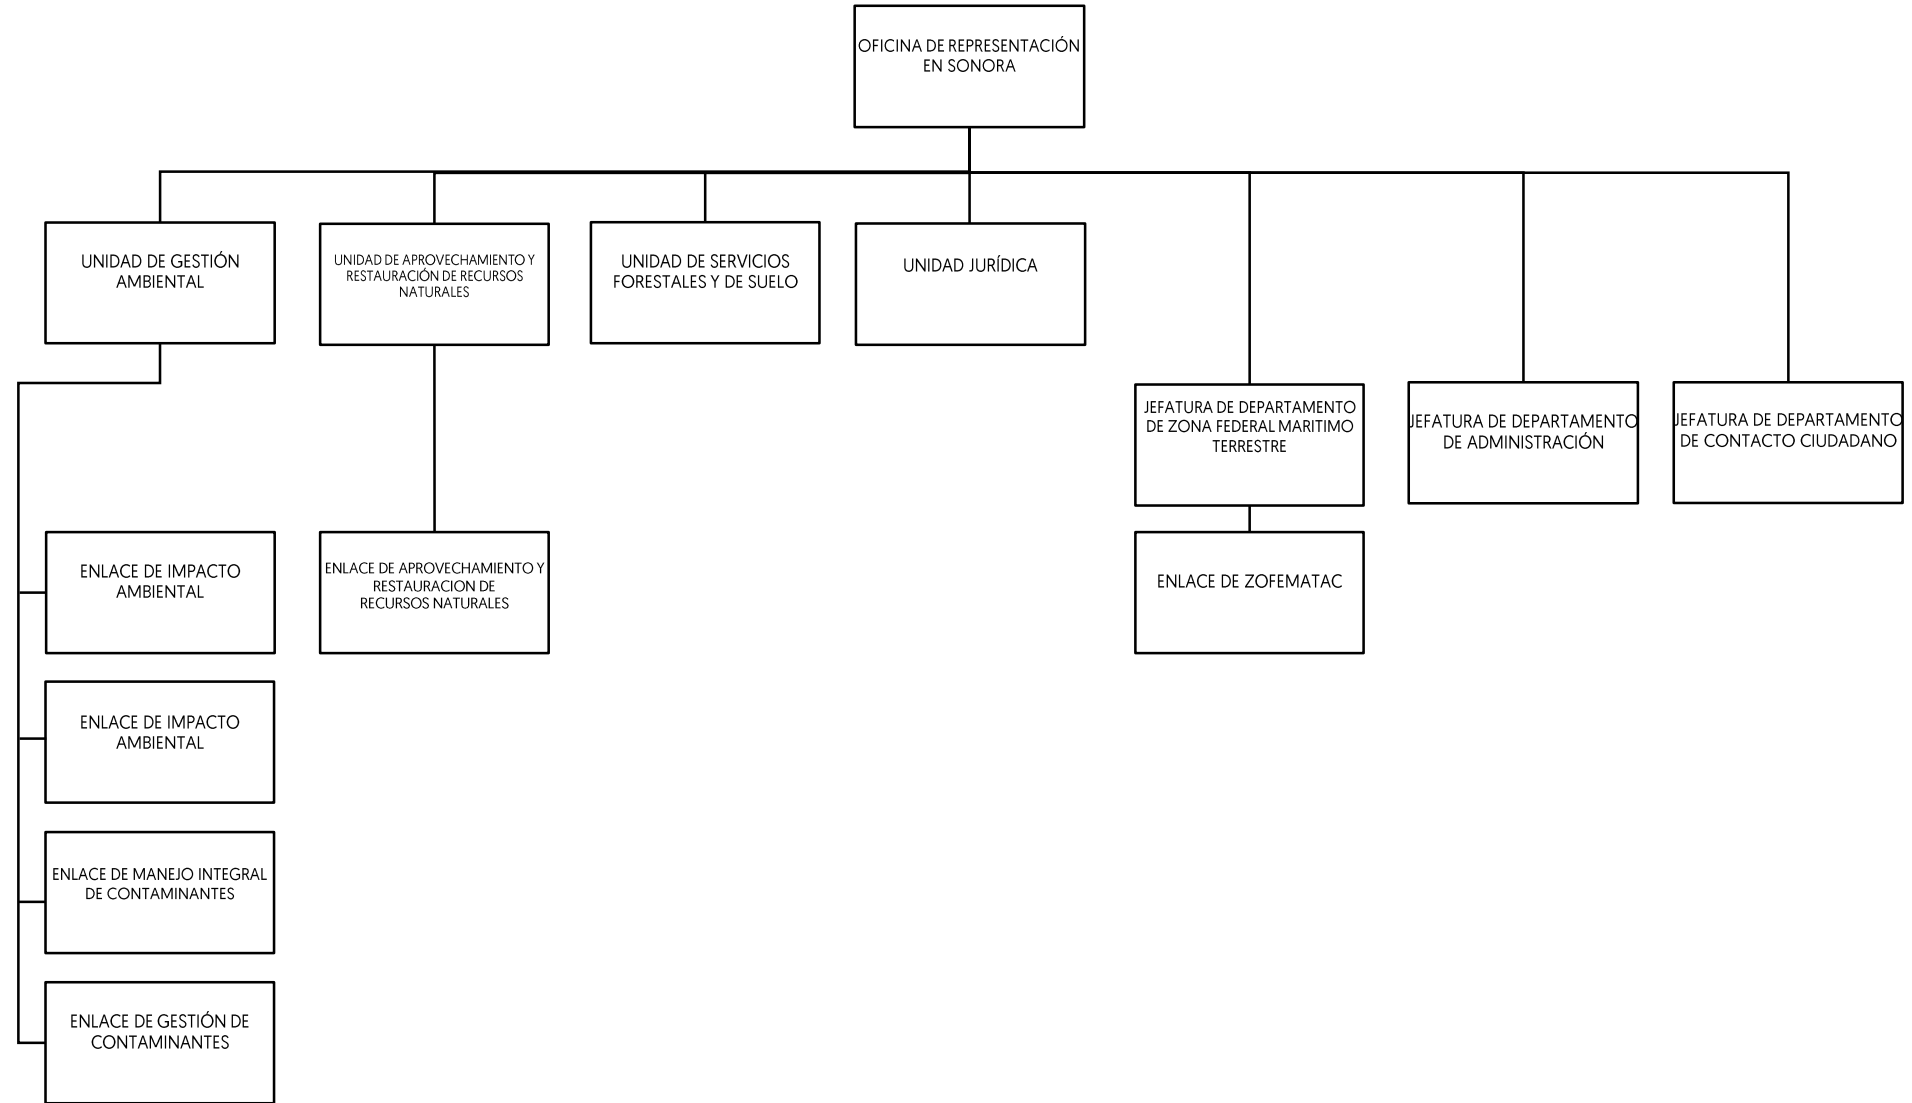 OFICINA DE REPRESENTACIÓN
EN SONORA
UNIDAD DE GESTIÓN
AMBIENTAL
UNIDAD DE APROVECHAMIENTO Y
RESTAURACIÓN DE RECURSOS
NATURALES
UNIDAD DE SERVICIOS
FORESTALES Y DE SUELO
UNIDAD JURÍDICA
JEFATURA DE DEPARTAMENTO
DE ZONA FEDERAL MARITIMO
TERRESTRE
JEFATURA DE DEPARTAMENTO
DE ADMINISTRACIÓN
JEFATURA DE DEPARTAMENTO
DE CONTACTO CIUDADANO
ENLACE DE IMPACTO
AMBIENTAL
ENLACE DE APROVECHAMIENTO Y
RESTAURACION DE
RECURSOS NATURALES
ENLACE DE ZOFEMATAC
ENLACE DE IMPACTO
AMBIENTAL
ENLACE DE MANEJO INTEGRAL
DE CONTAMINANTES
ENLACE DE GESTIÓN DE
CONTAMINANTES